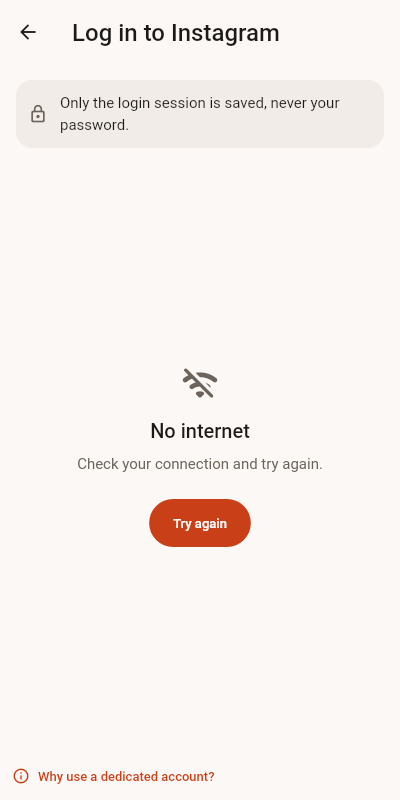 Log in to Instagram
Only the login session is saved, never your
password.
No internet
Check your connection and try again.
Try again
Why use a dedicated account?